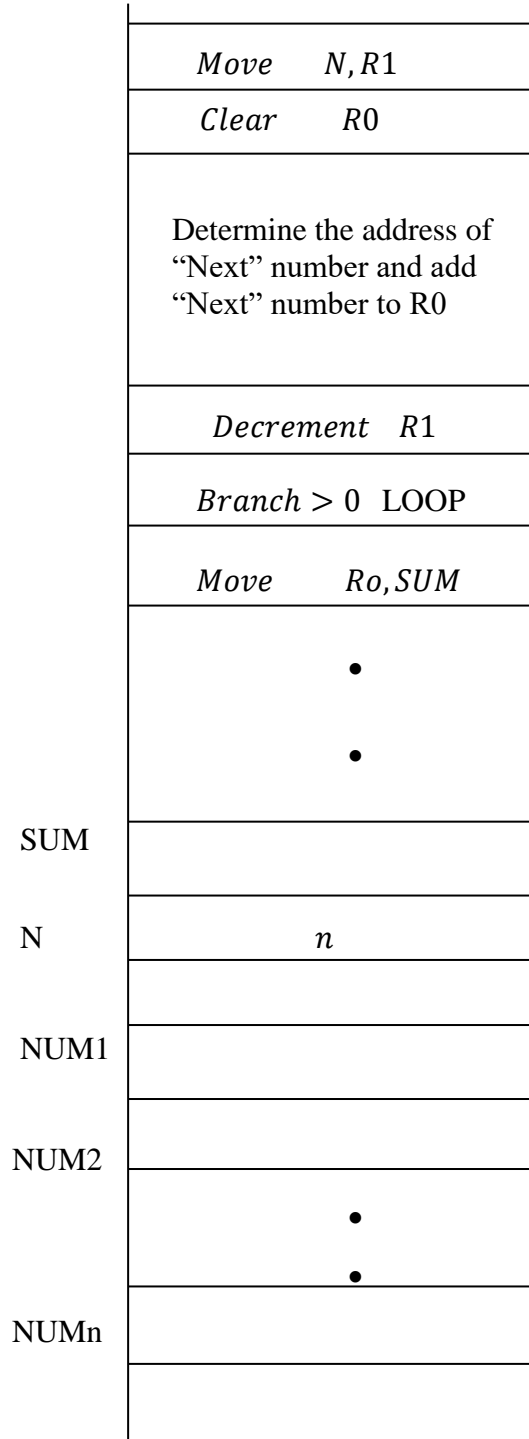 Move N, R1
Clear R0
Determine the address of
“Next” number and add
“Next” number to R0
Decrement R1
Branch > 0 LOOP
Move Ro, SUM
•
•
SUM
N n
NUM1
NUM2
•
•
NUMn